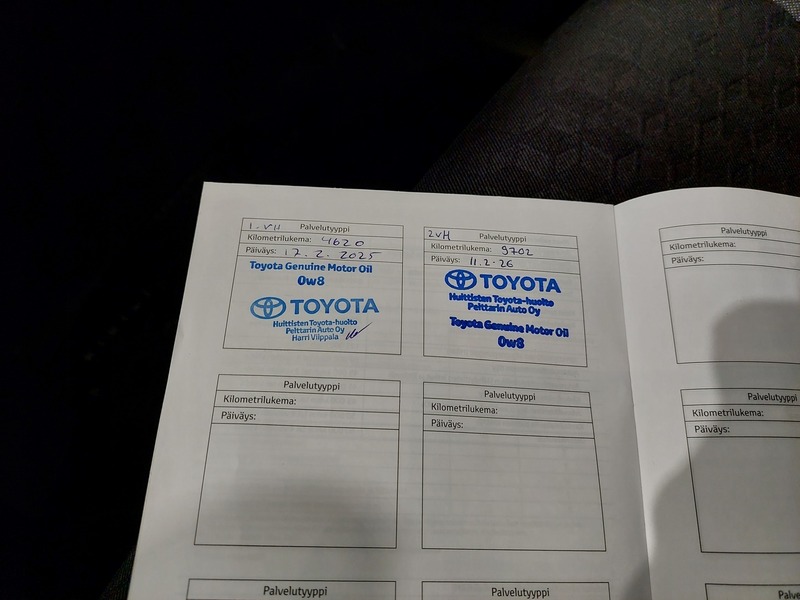 1. VH Palvelutyyppi
Kilometrilukema: 4620
Päiväys: 17. 2. 2025
Toyota Genuine Motor Oil
0w8
TOYOTA
Huittisten Toyota-huolto
Pelttarin Auto Oy
Harri Viippala
2VH Palvelutyyppi
Kilometrilukema: 9702
Päiväys: 11.2-26
TOYOTA
Huittisten Toyota-huolto
Pelttarin Auto Oy
Toyota Genuine Motor Oil
0w8
Palvelutyyppi
Kilometrilukema:
Päiväys:
Palvelutyyppi
Kilometrilukema:
Päiväys:
Palvelutyyppi
Kilometrilukema:
Päiväys:
Palvelutyyppi
Kilometrilukema:
Päiväys:
Palvelutyyppi
Palvelutyyppi